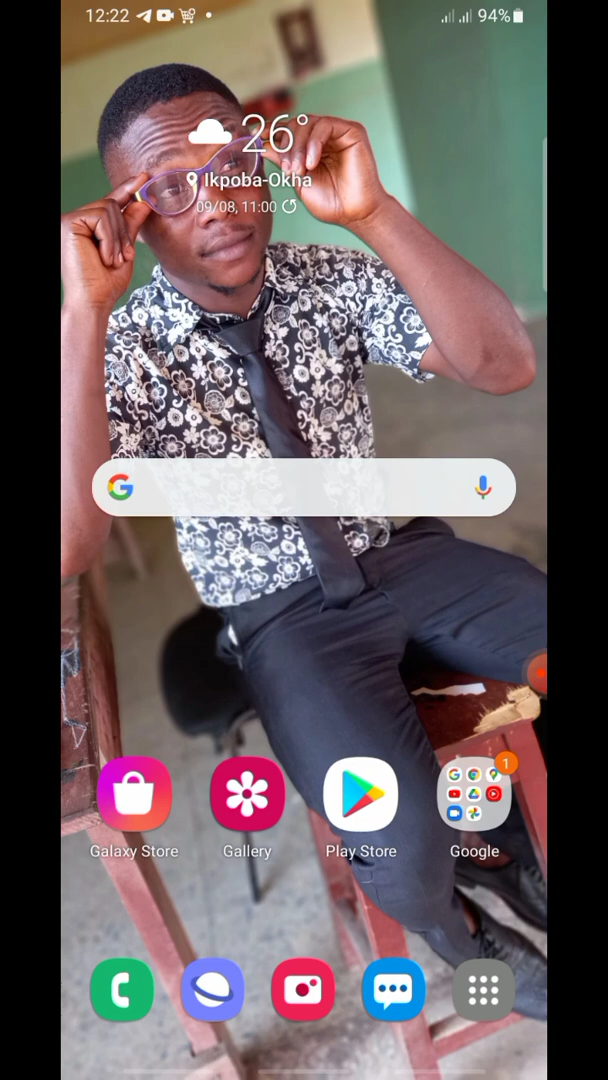 12:22
94%
26°
Ikpoba-Okha
09/08, 11:00
1
Galaxy Store
Gallery
Play Store
Google